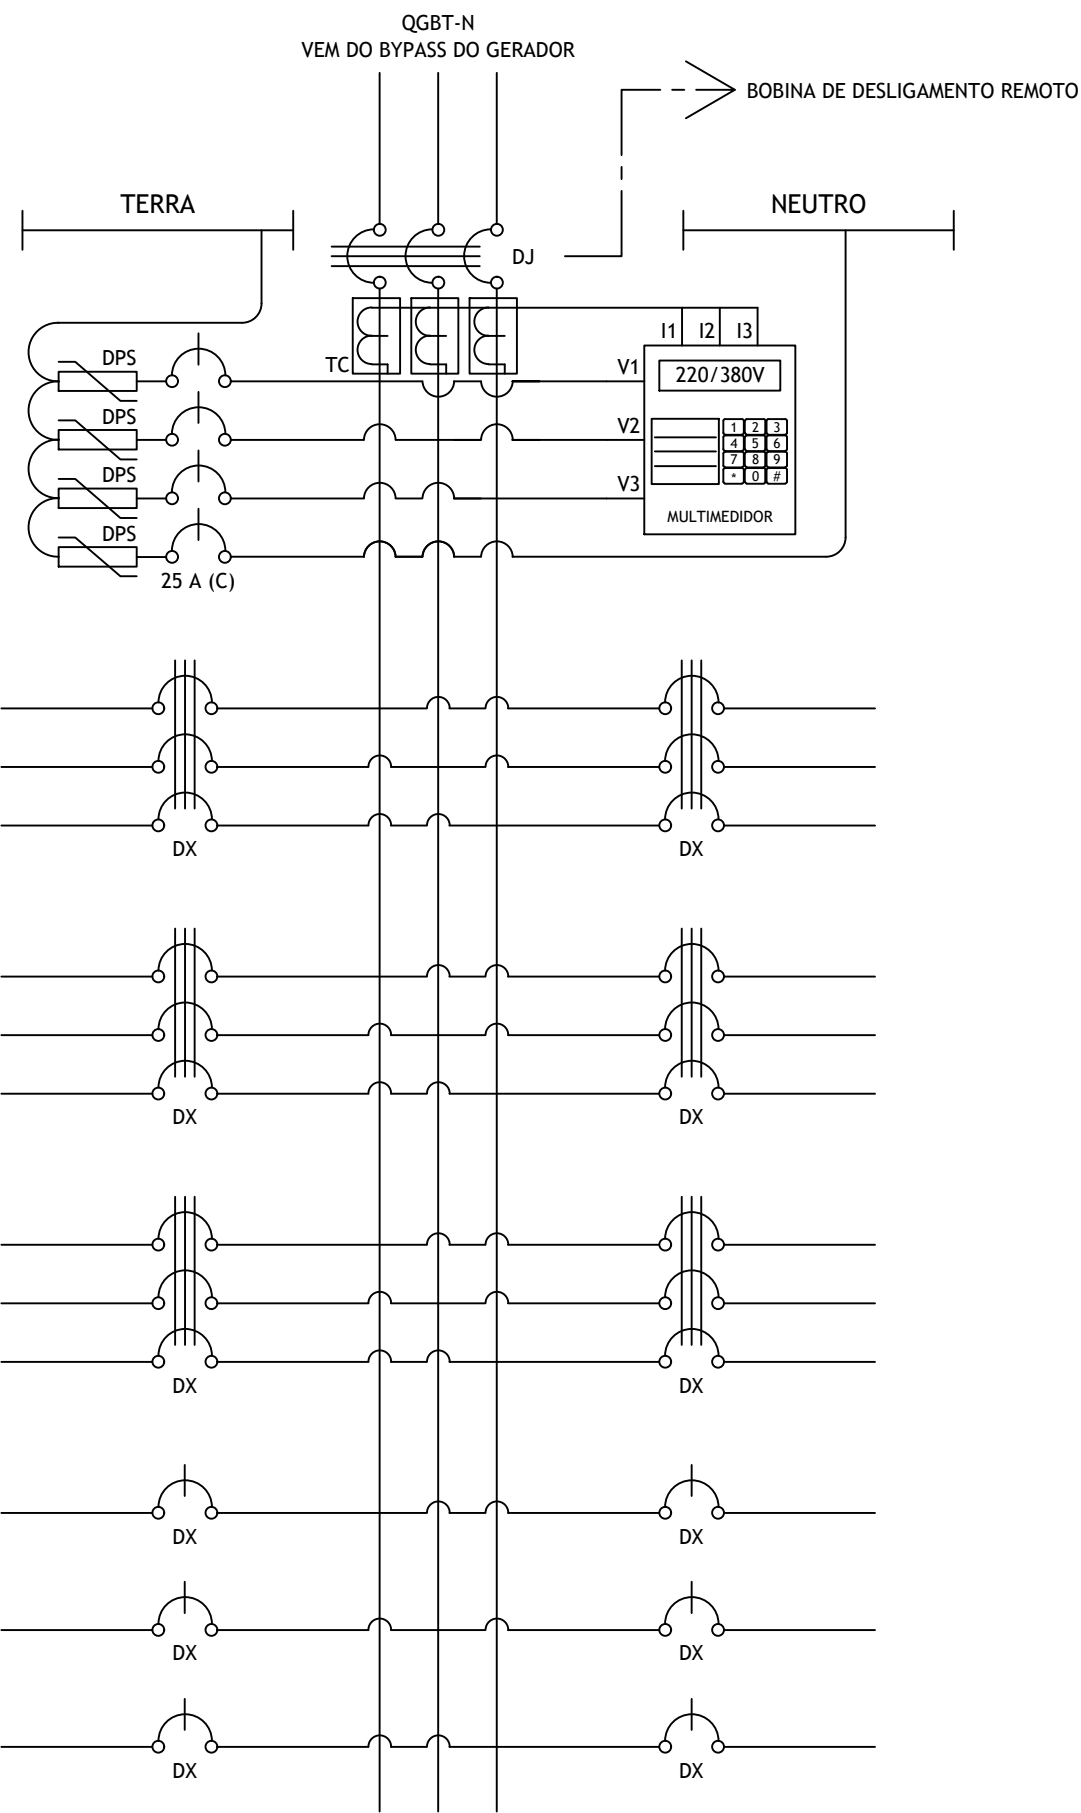 QGBT-N
VEM DO BYPASS DO GERADOR
BOBINA DE DESLIGAMENTO REMOTO
TERRA
NEUTRO
DJ
I1 I2 I3
TC
V1
220/380V
DPS
V2
DPS
1 2 3
4 5 6
7 8 9
* 0 #
V3
DPS
MULTIMEDIDOR
DPS
25 A (C)
DX DX
DX DX
DX DX
DX DX
DX DX
DX DX